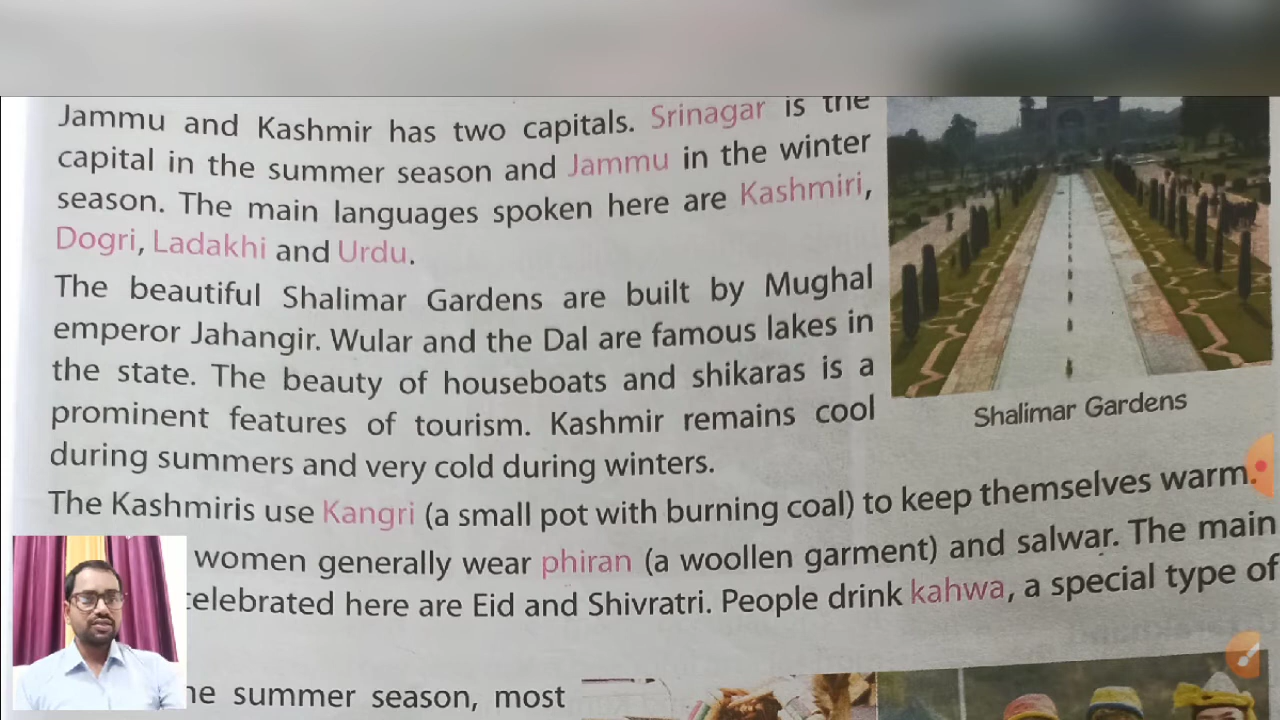 Jammu and Kashmir has two capitals. Srinagar is the
capital in the summer season and Jammu in the winter
season. The main languages spoken here are Kashmiri,
Dogri, Ladakhi and Urdu.
The beautiful Shalimar Gardens are built by Mughal
emperor Jahangir. Wular and the Dal are famous lakes in
the state. The beauty of houseboats and shikaras is a
prominent features of tourism. Kashmir remains cool
during summers and very cold during winters.
Shalimar Gardens
The Kashmiris use Kangri (a small pot with burning coal) to keep themselves warm.
women generally wear phiran (a woollen garment) and salwar. The main
elebrated here are Eid and Shivratri. People drink kahwa, a special type of
he summer season, most